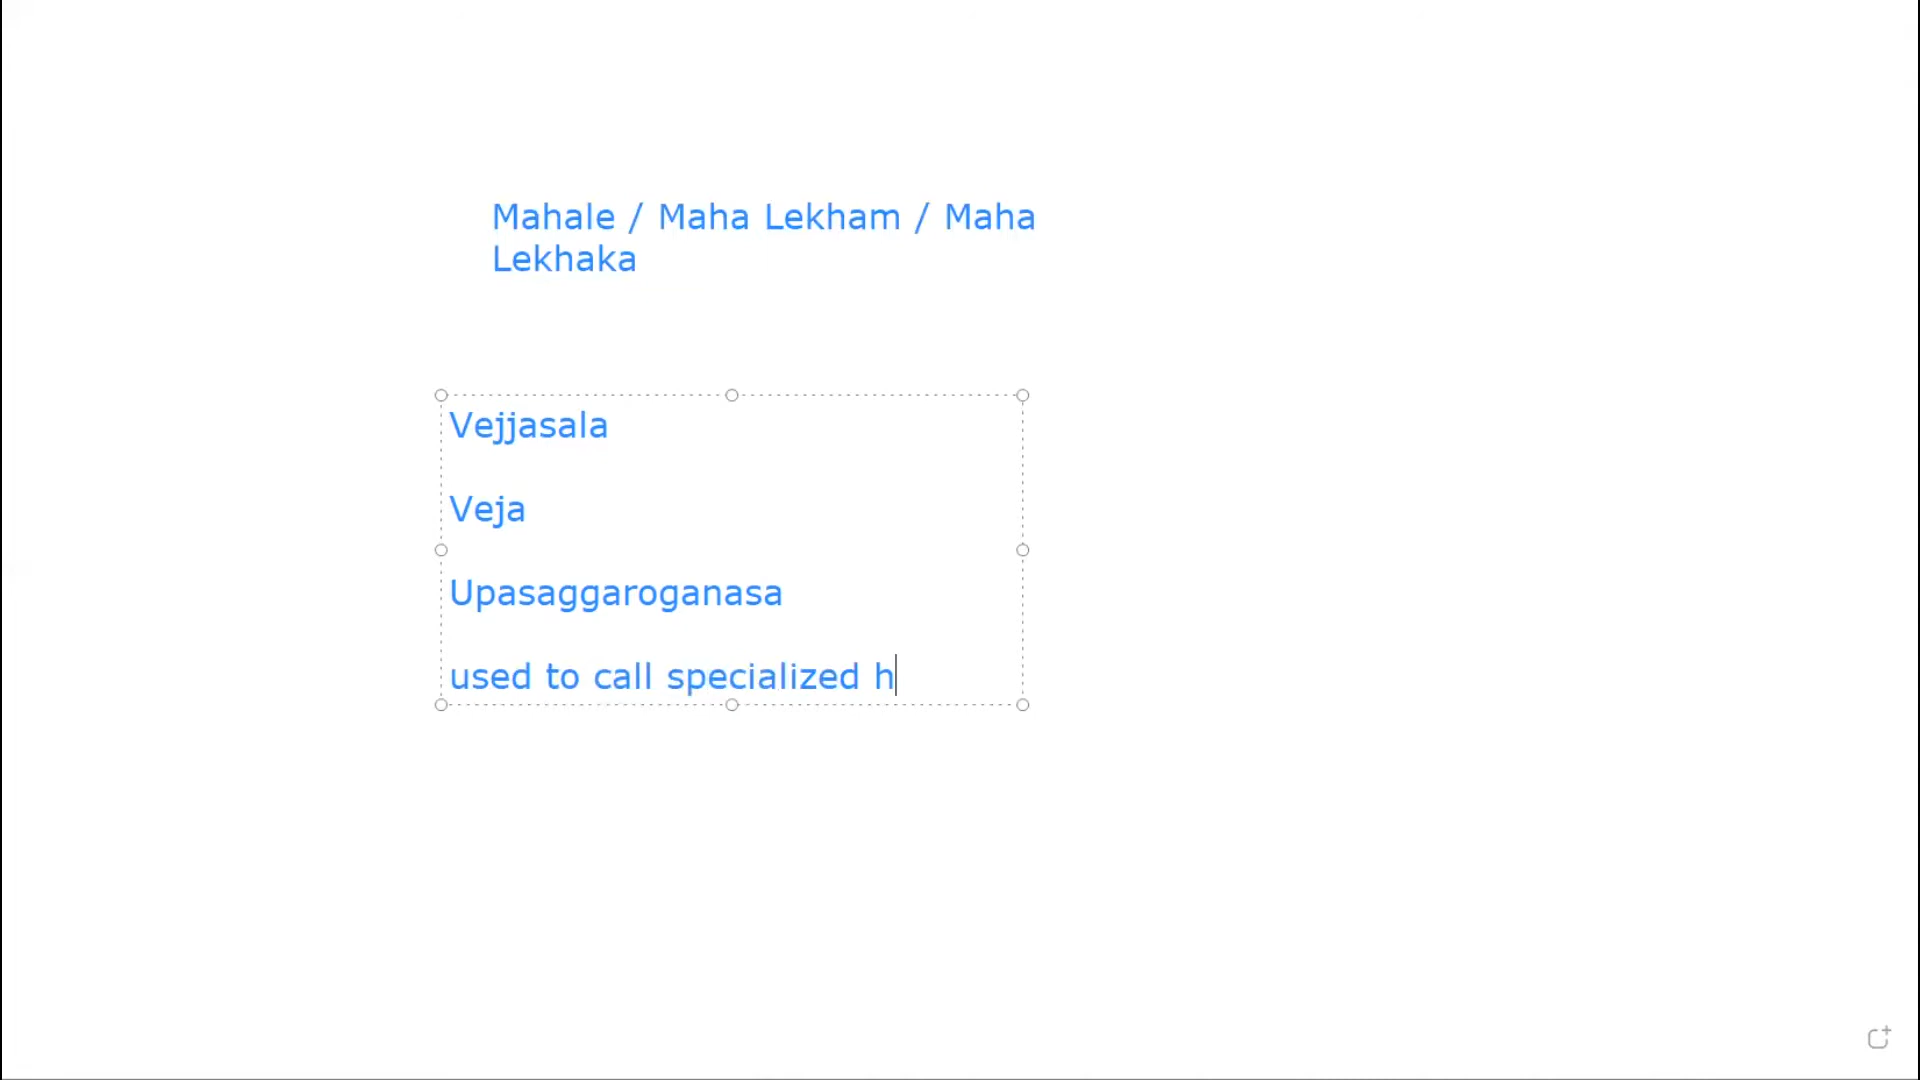 Mahale / Maha Lekham / Maha
Lekhaka
Vejjasala
Veja
Upasaggaroganasa
used to call specialized h